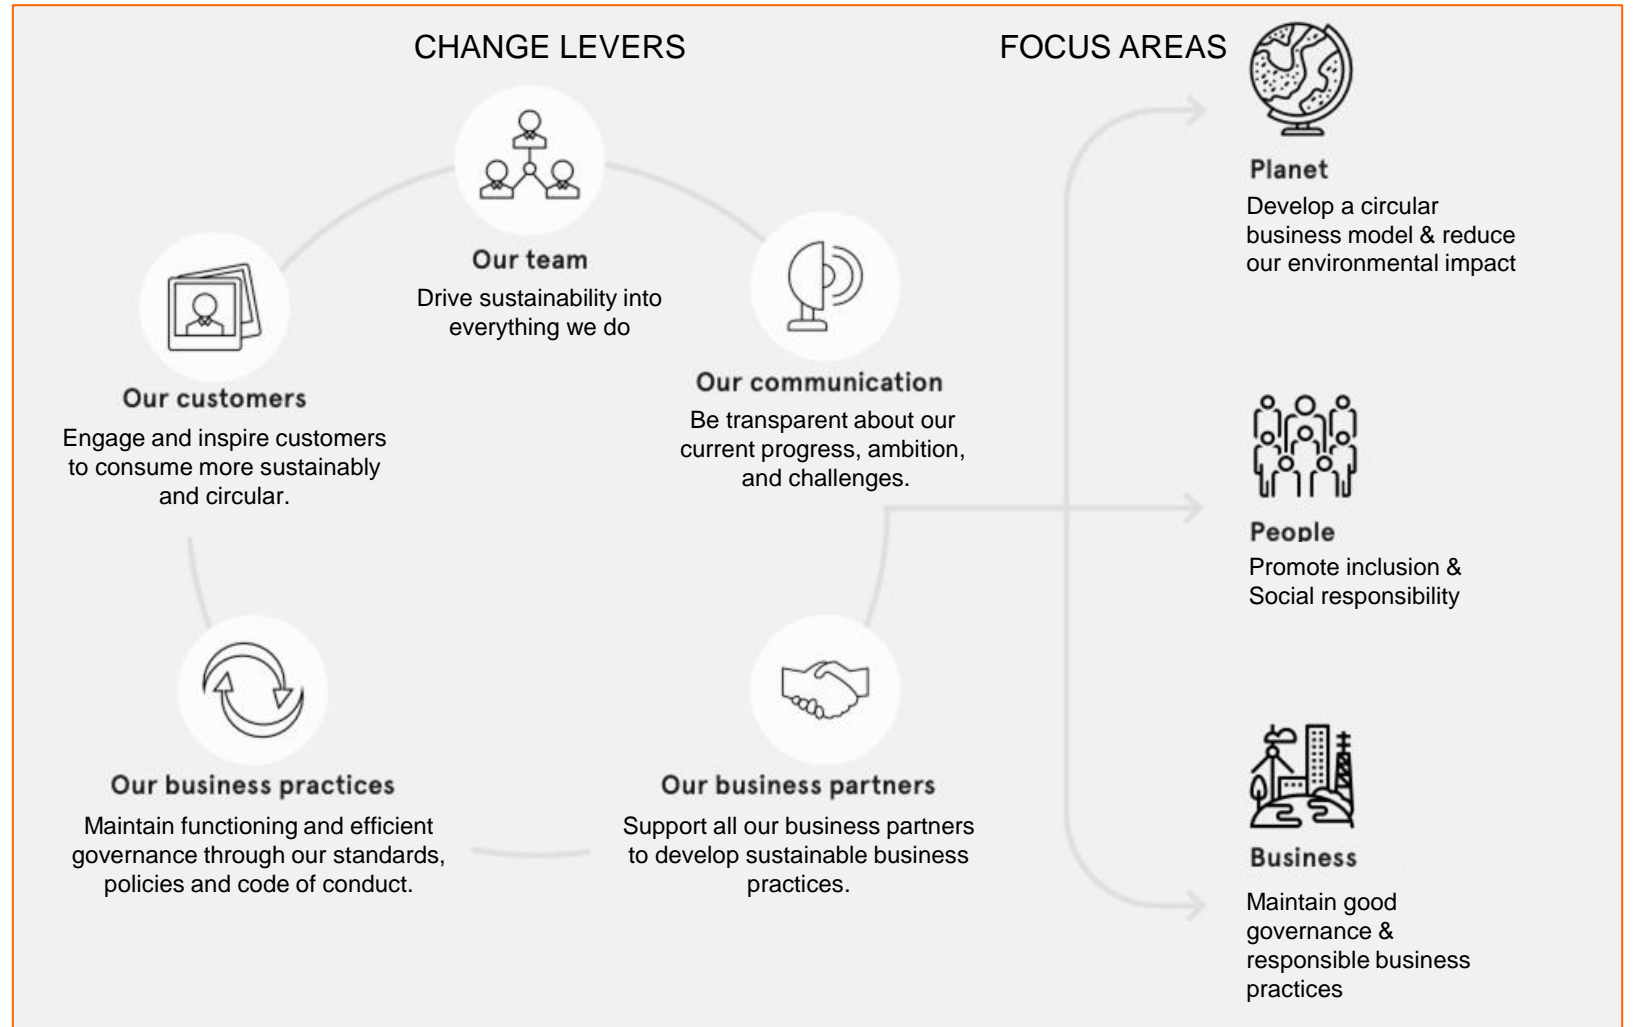 CHANGE LEVERS
Our team
Drive sustainability into
everything we do
Our customers
Engage and inspire customers
to consume more sustainably
and circular.
Our communication
Be transparent about our
current progress, ambition,
and challenges.
Our business practices
Maintain functioning and efficient
governance through our standards,
policies and code of conduct.
Our business partners
Support all our business partners
to develop sustainable business
practices.
FOCUS AREAS
Planet
Develop a circular
business model & reduce
our environmental impact
People
Promote inclusion &
Social responsibility
Business
Maintain good
governance &
responsible business
practices